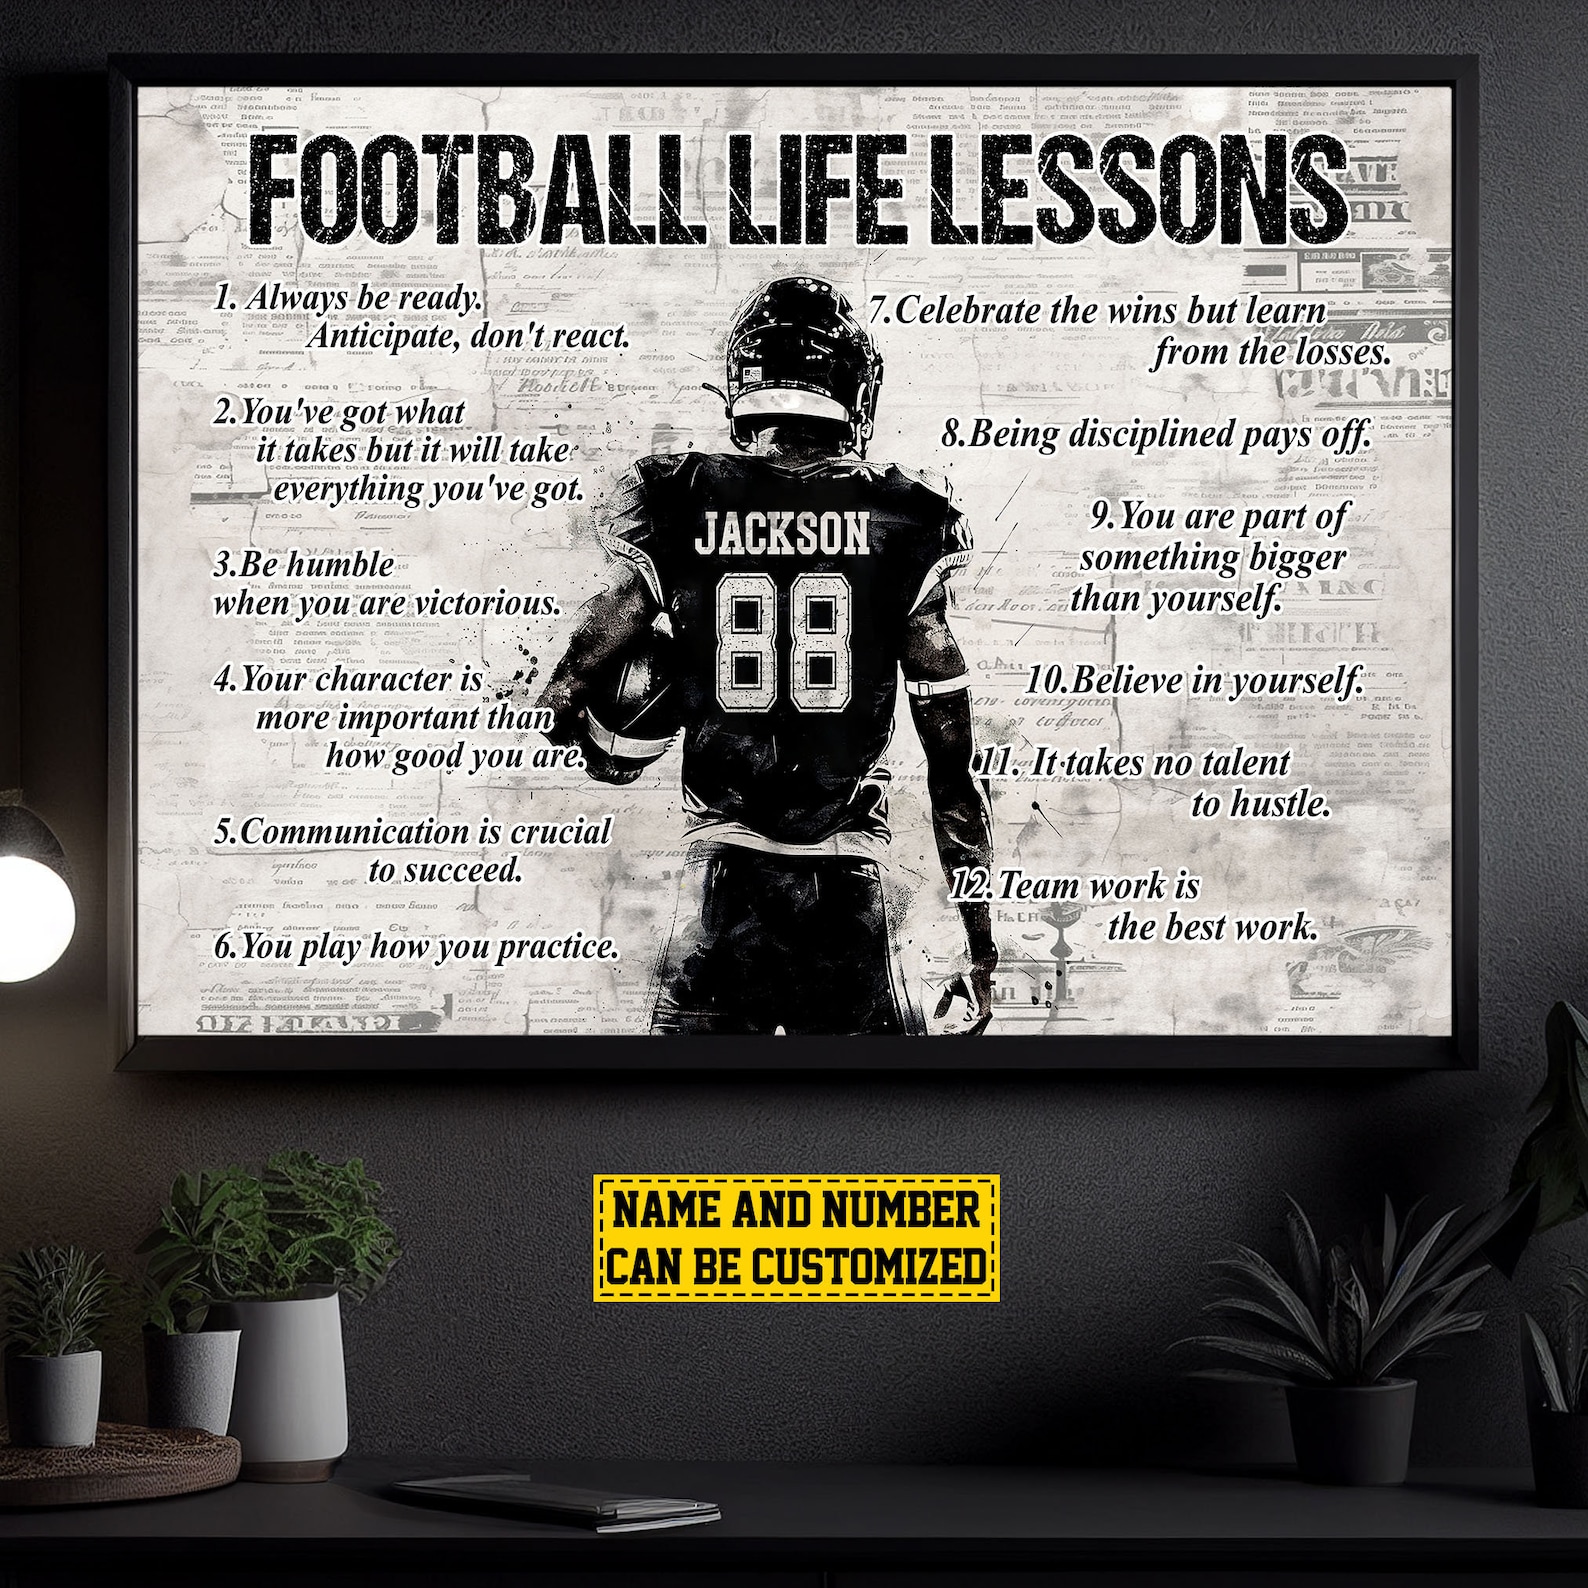 FOOTBALL LIFE LESSONS
1. Always be ready.
Anticipate, don't react.
2.You've got what
it takes but it will take
everything you've got.
3.Be humble
when you are victorious.
4.Your character is
more important than
how good you are.
5.Communication is crucial
to succeed.
6.You play how you practice.
7.Celebrate the wins but learn
from the losses.
8.Being disciplined pays off.
9.You are part of
something bigger
than yourself.
10.Believe in yourself.
11. It takes no talent
to hustle.
12.Team work is
the best work.
JACKSON
88
NAME AND NUMBER
CAN BE CUSTOMIZED